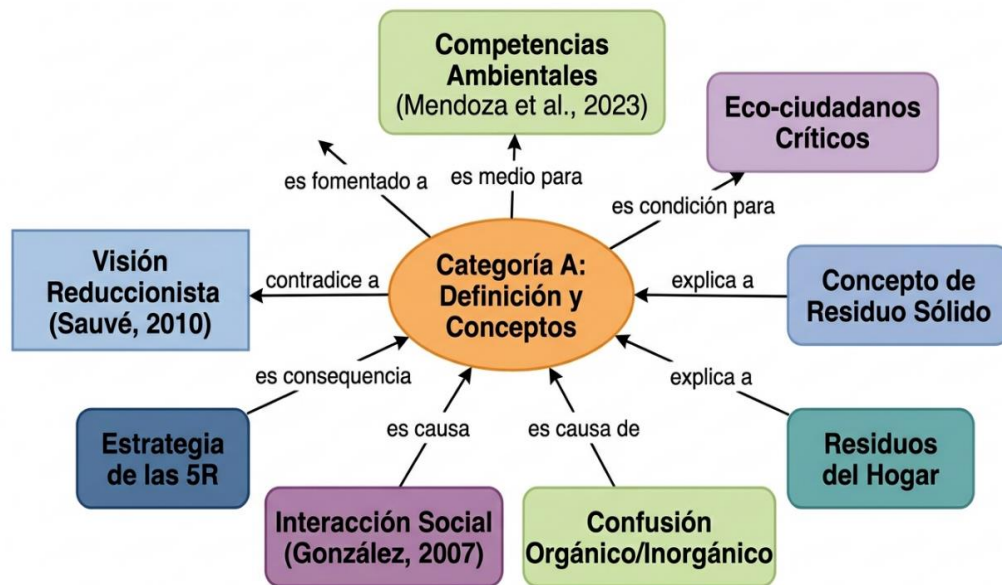 Competencias
Ambientales
(Mendoza et al., 2023)
Eco-ciudadanos
Críticos
es fomentado a
es medio para
es condición para
Visión
Reduccionista
(Sauvé, 2010)
contradice a
Categoría A:
Definición y
Conceptos
explica a
Concepto de
Residuo Sólido
es consequencia
explica a
Estrategia
de las 5R
es causa
es causa de
Residuos
del Hogar
Interacción Social
(González, 2007)
Confusión
Orgánico/Inorgánico